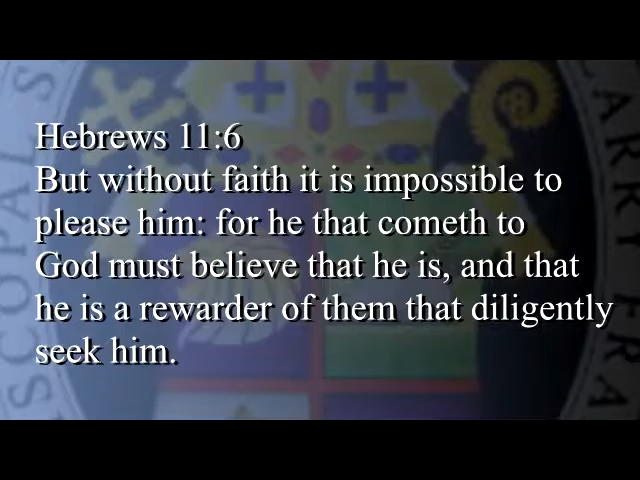 Hebrews 11:6
But without faith it is impossible to
please him: for he that cometh to
God must believe that he is, and that
he is a rewarder of them that diligently
seek him.